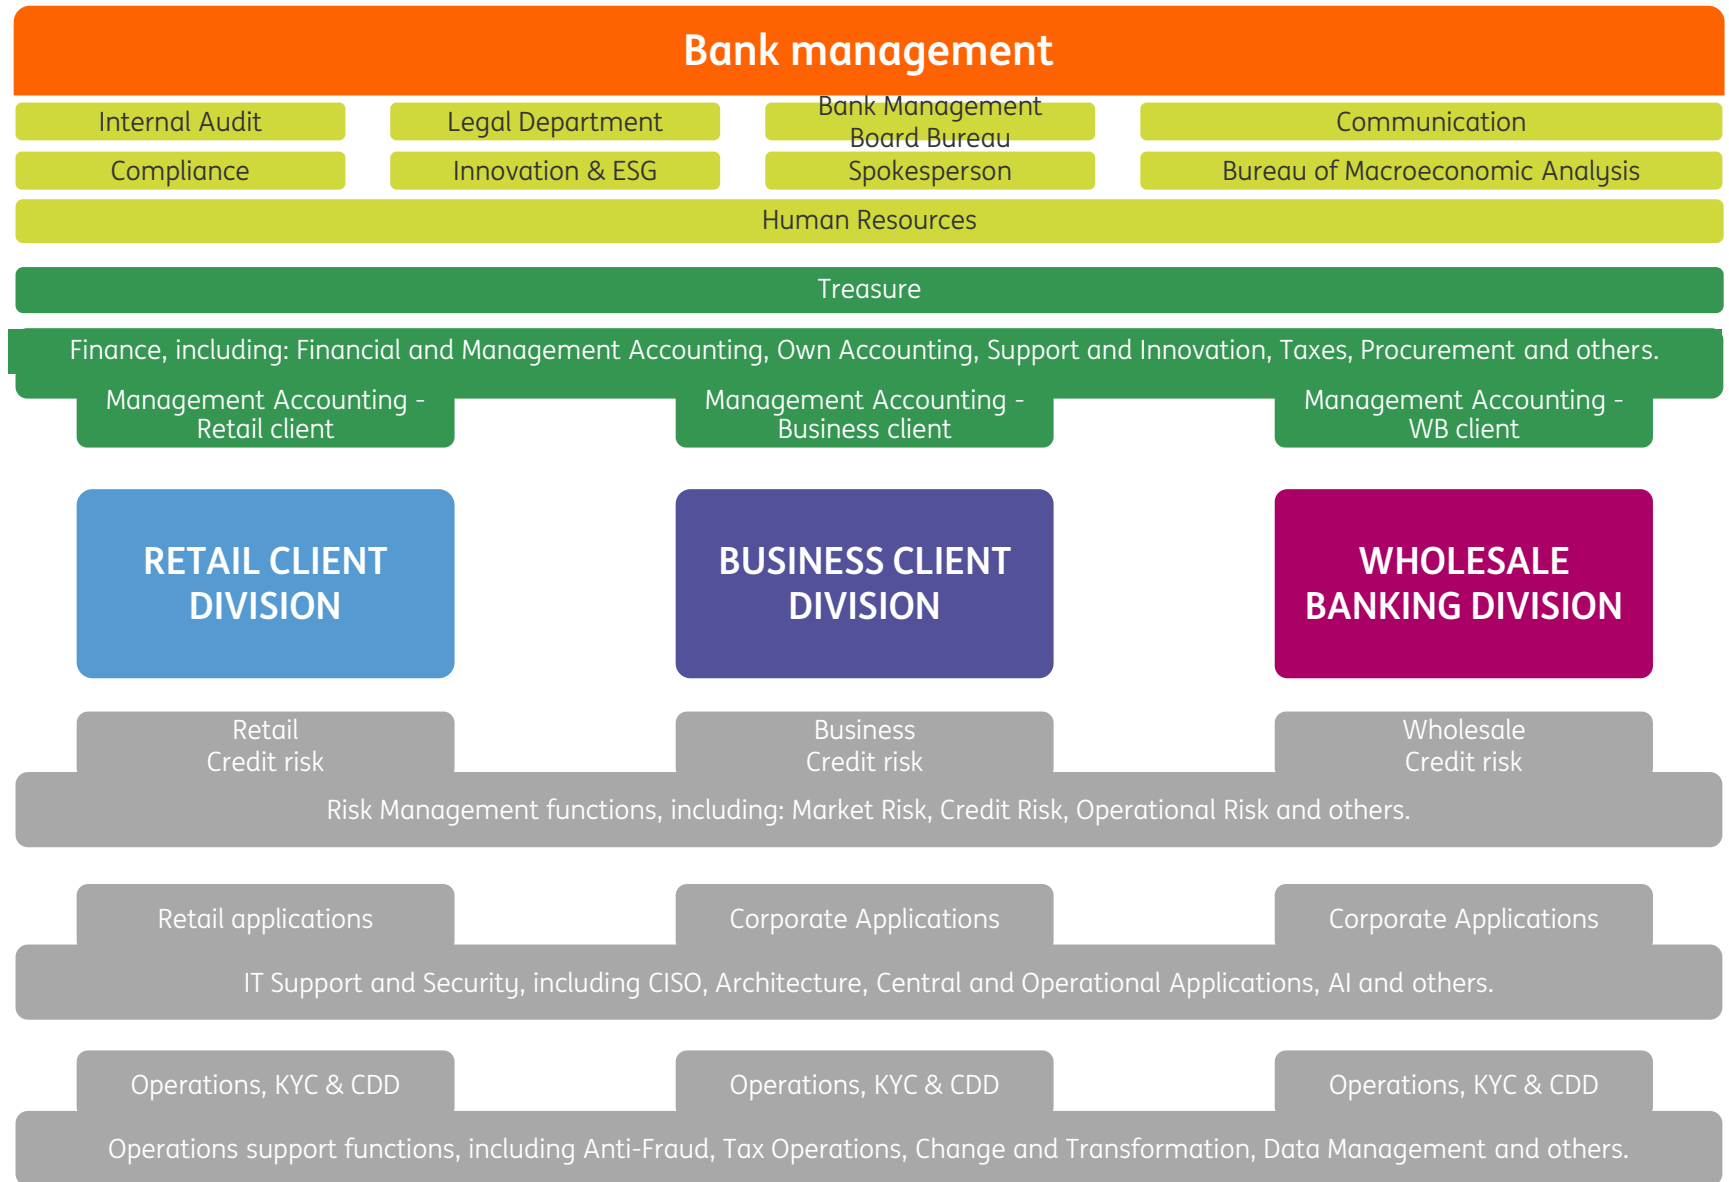 Bank management
Internal Audit
Legal Department
Bank Management
Board Bureau
Communication
Compliance
Innovation & ESG
Spokesperson
Bureau of Macroeconomic Analysis
Human Resources
Treasure
Finance, including: Financial and Management Accounting, Own Accounting, Support and Innovation, Taxes, Procurement and others.
Management Accounting -
Retail client
Management Accounting -
Business client
Management Accounting -
WB client
RETAIL CLIENT
DIVISION
BUSINESS CLIENT
DIVISION
WHOLESALE
BANKING DIVISION
Retail
Credit risk
Business
Credit risk
Wholesale
Credit risk
Risk Management functions, including: Market Risk, Credit Risk, Operational Risk and others.
Retail applications
Corporate Applications
Corporate Applications
IT Support and Security, including CISO, Architecture, Central and Operational Applications, AI and others.
Operations, KYC & CDD
Operations, KYC & CDD
Operations, KYC & CDD
Operations support functions, including Anti-Fraud, Tax Operations, Change and Transformation, Data Management and others.